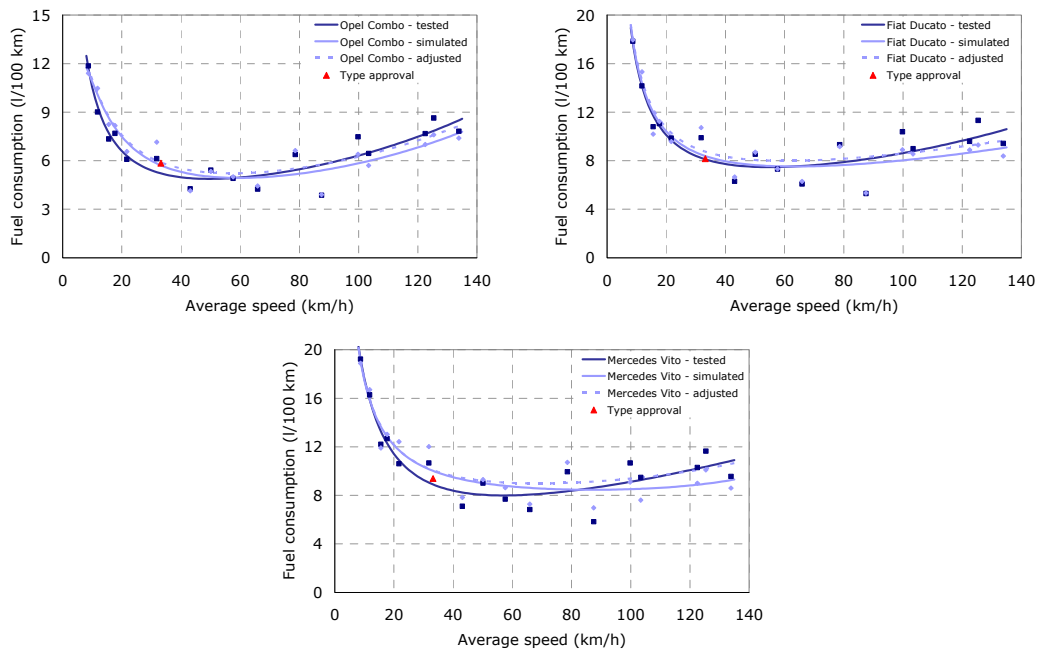 15
12
9
6
3
0
Fuel consumption (l/100 km)
Opel Combo - tested
Opel Combo - simulated
Opel Combo - adjusted
Type approval
0 20 40 60 80 100 120 140
Average speed (km/h)
20
16
12
8
4
0
Fuel consumption (l/100 km)
Fiat Ducato - tested
Fiat Ducato - simulated
Fiat Ducato - adjusted
Type approval
0 20 40 60 80 100 120 140
Average speed (km/h)
20
16
12
8
4
0
Fuel consumption (l/100 km)
Mercedes Vito - tested
Mercedes Vito - simulated
Mercedes Vito - adjusted
Type approval
0 20 40 60 80 100 120 140
Average speed (km/h)